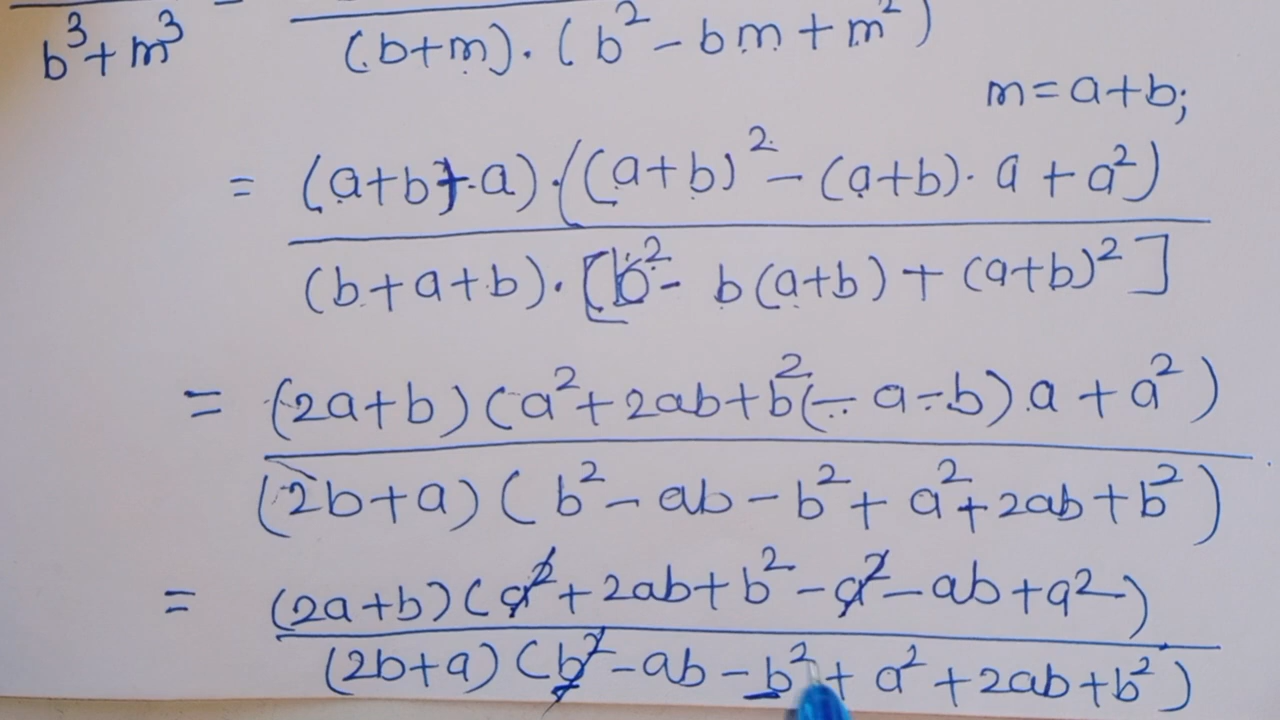 b³+m³ = (b+m).(b²-bm+m²)
m=a+b;
= (a+b+a).((a+b)²-(a+b).a+a²)
(b+a+b).[b²-b(a+b)+(a+b)²]
= (2a+b)(a²+2ab+b²(-a-b)a+a²)
(2b+a)(b²-ab-b²+a²+2ab+b²)
= (2a+b)(a²+2ab+b²-a²-ab+a²)
(2b+a)(b²-ab-b²+a²+2ab+b²)